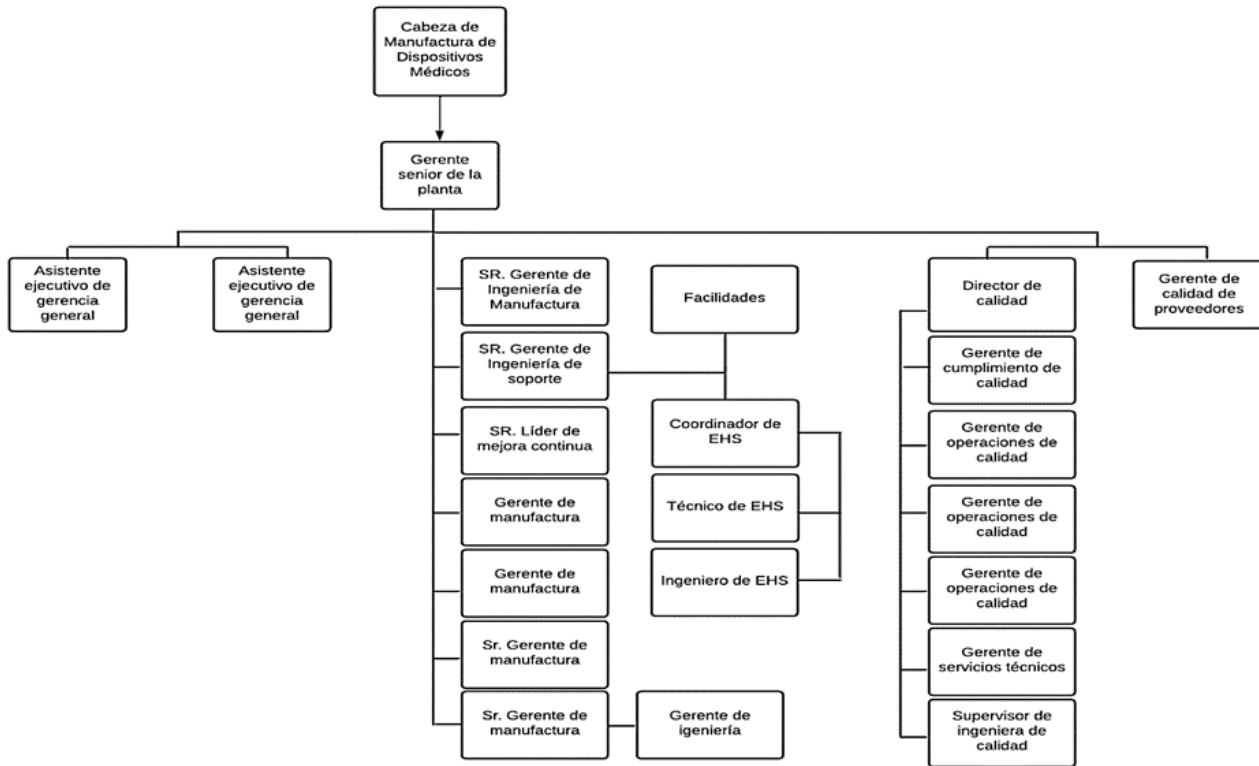 Cabeza de
Manufactura de
Dispositivos
Médicos
Gerente
senior de la
planta
Asistente
ejecutivo de
gerencia
general
Asistente
ejecutivo de
gerencia
general
SR. Gerente de
Ingeniería de
Manufactura
SR. Gerente de
Ingeniería de
soporte
SR. Líder de
mejora continua
Gerente de
manufactura
Gerente de
manufactura
Sr. Gerente de
manufactura
Sr. Gerente de
manufactura
Gerente de
igeniería
Facilidades
Coordinador de
EHS
Técnico de EHS
Ingeniero de EHS
Director de
calidad
Gerente de
cumplimiento de
calidad
Gerente de
operaciones de
calidad
Gerente de
operaciones de
calidad
Gerente de
operaciones de
calidad
Gerente de
servicios técnicos
Supervisor de
ingeniera de
calidad
Gerente de
calidad de
proveedores